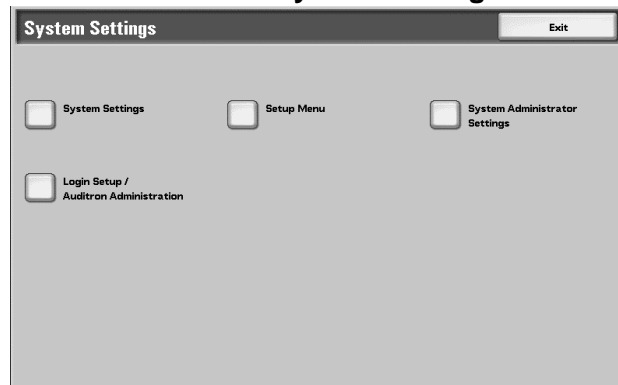 System Settings
Exit
System Settings
Setup Menu
System Administrator
Settings
Login Setup /
Auditron Administration